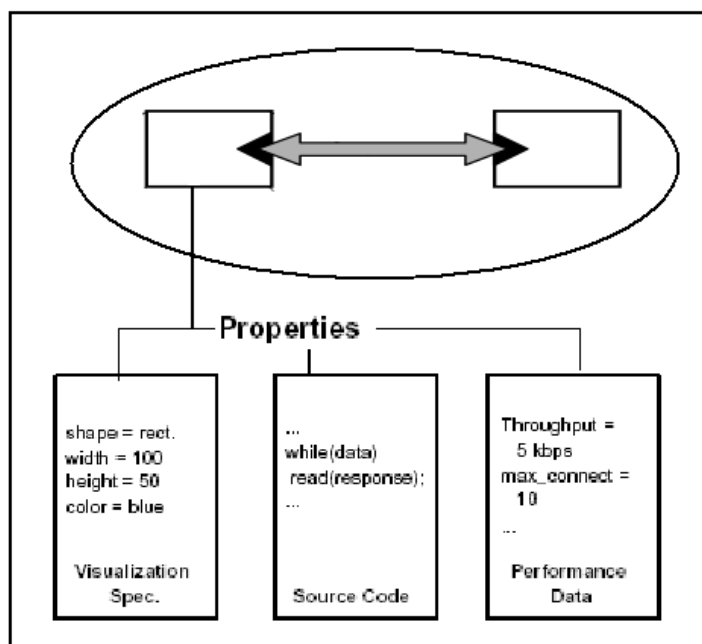 Properties
shape = rect.
width = 100
height = 50
color = blue
Visualization
Spec.
...
while(data)
read(response);
...
Source Code
Throughput =
5 kbps
max_connect =
10
...
Performance
Data